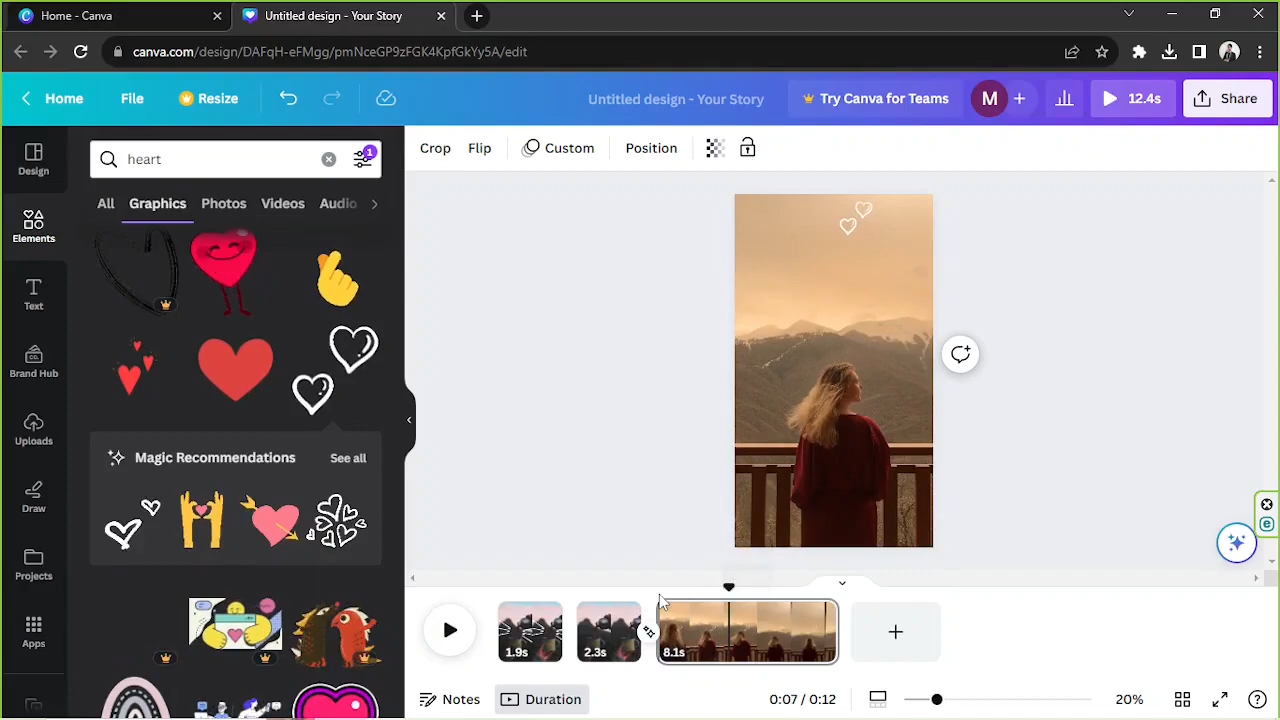 Home - Canva
Untitled design - Your Story
canva.com/design/DAFqH-eFMgg/pmNceGP9zFGK4KpfGkYy5A/edit
Home
File
Resize
Untitled design - Your Story
Try Canva for Teams
M
12.4s
Share
Design
Elements
Text
Brand Hub
Uploads
Draw
Projects
Apps
heart
1
All Graphics Photos Videos Audio
Magic Recommendations
See all
Crop
Flip
Custom
Position
1.9s
2.3s
8.1s
Notes
Duration
0:07 / 0:12
20%